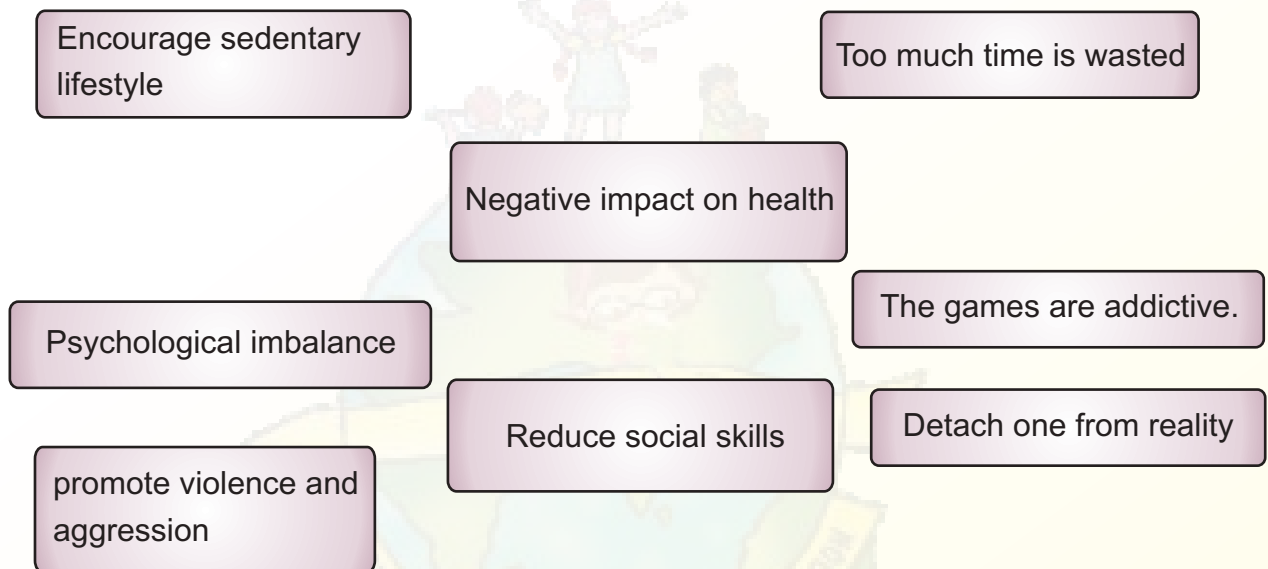 Encourage sedentary
lifestyle
Too much time is wasted
Negative impact on health
The games are addictive.
Psychological imbalance
Reduce social skills
Detach one from reality
promote violence and
aggression